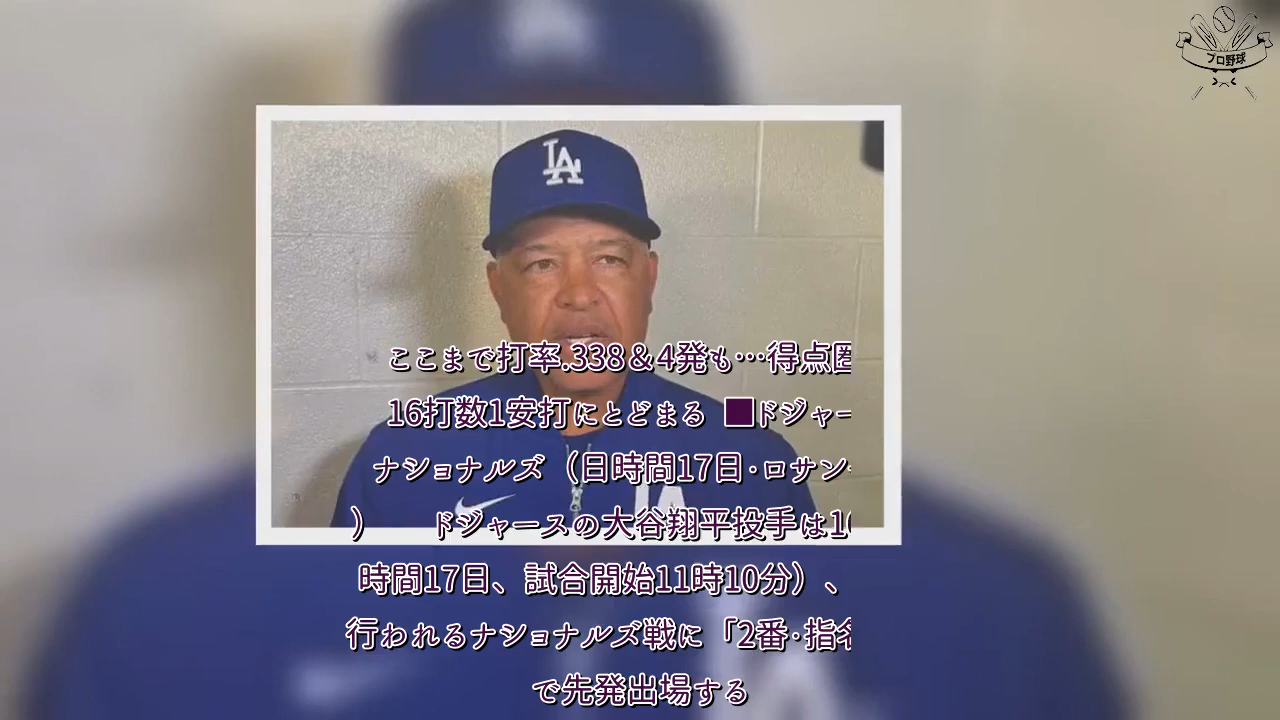 プロ野球
LA
ここまで打率.338＆4発も…得点圏
16打数1安打にとどまる ■ドジャー
ナショナルズ（日時間17日・ロサン
LA
） ドジャースの大谷翔平投手は1
時間17日、試合開始11時10分）、
行われるナショナルズ戦に「2番・指名
で先発出場する